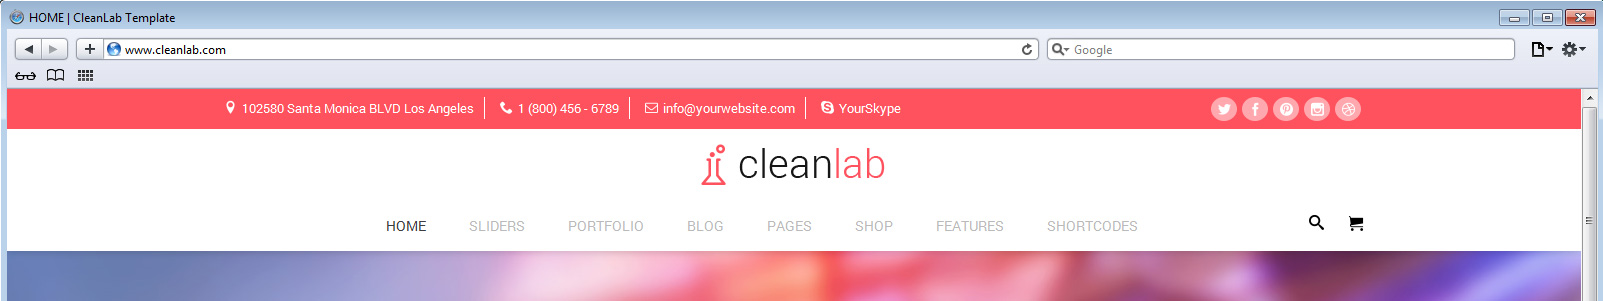 HOME | CleanLab Template
www.cleanlab.com
Google
102580 Santa Monica BLVD Los Angeles 1 (800) 456 - 6789 info@yourwebsite.com YourSkype
cleanlab
HOME SLIDERS PORTFOLIO BLOG PAGES SHOP FEATURES SHORTCODES